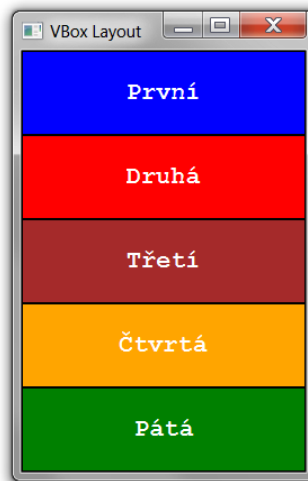 VBox Layout
První
Druhá
Třetí
Čtvrtá
Pátá